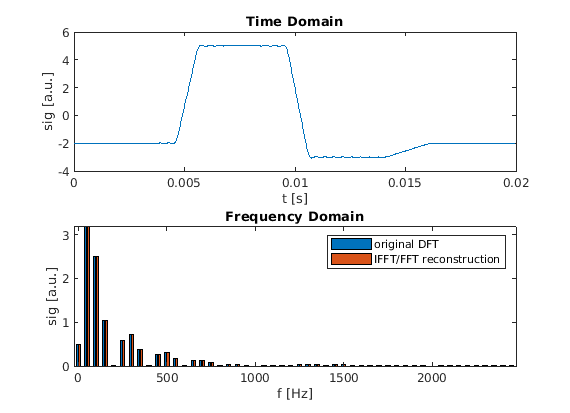 Time Domain
6
4
2
0
-2
-4
sig [a.u.]
0
0.005
0.01
0.015
0.02
t [s]
Frequency Domain
3
2
1
0
sig [a.u.]
original DFT
IFFT/FFT reconstruction
0
500
1000
1500
2000
f [Hz]